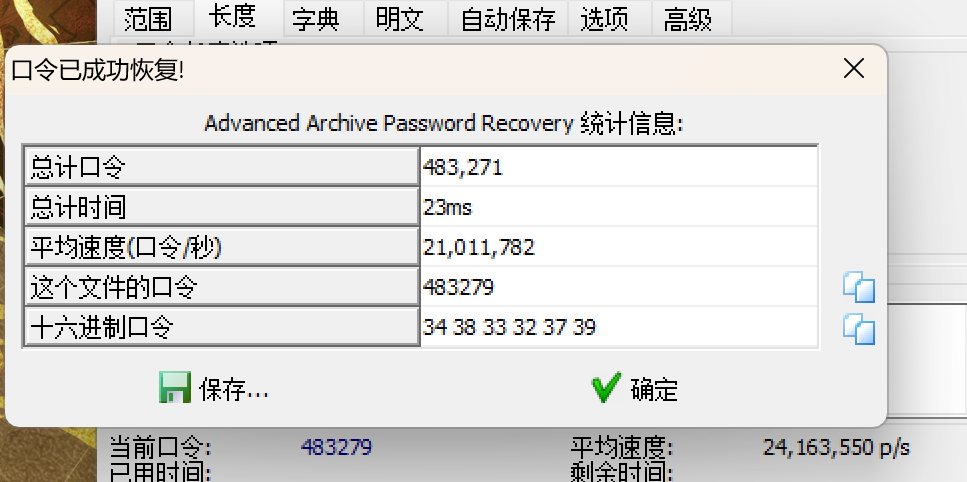 范围 长度 字典 明文 自动保存 选项 高级
口令已成功恢复!
Advanced Archive Password Recovery 统计信息:
总计口令 483,271
总计时间 23ms
平均速度(口令/秒) 21,011,782
这个文件的口令 483279
十六进制口令 34 38 33 32 37 39
保存... 确定
当前口令: 483279 平均速度: 24,163,550 p/s
已用时间: 剩余时间: